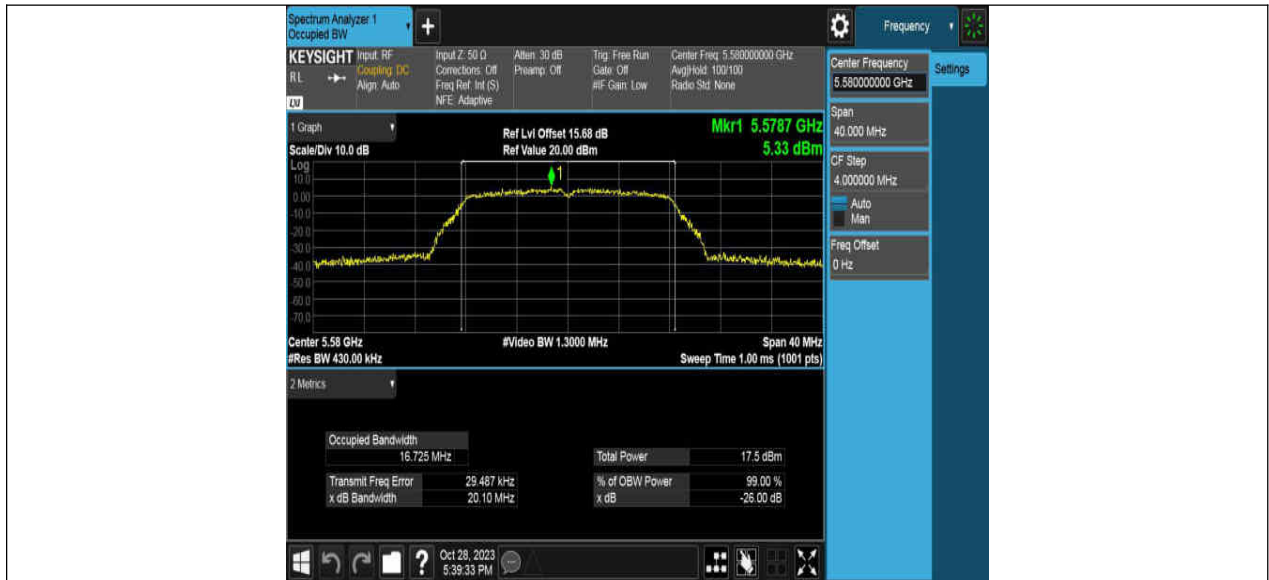 Spectrum Analyzer 1
Occupied BW
+
Frequency
KEYSIGHT
RL
LXI
Input: RF
Coupling: DC
Align: Auto
Input Z: 50 Ω
Corrections: Off
Freq Ref: Int (S)
NFE: Adaptive
Atten: 30 dB
Preamp: Off
Trig: Free Run
Gate: Off
#IF Gain: Low
Center Freq: 5.580000000 GHz
Avg|Hold: 100/100
Radio Std: None
Center Frequency
5.580000000 GHz
Settings
Span
40.000 MHz
CF Step
4.000000 MHz
Auto
Man
Freq Offset
0 Hz
1 Graph
Scale/Div 10.0 dB
Ref Lvl Offset 15.68 dB
Ref Value 20.00 dBm
Mkr1 5.5787 GHz
5.33 dBm
Log
10.0
0.00
-10.0
-20.0
-30.0
-40.0
-50.0
-60.0
-70.0
1
Center 5.58 GHz
#Res BW 430.00 kHz
#Video BW 1.3000 MHz
Span 40 MHz
Sweep Time 1.00 ms (1001 pts)
2 Metrics
Occupied Bandwidth
16.725 MHz
Total Power 17.5 dBm
Transmit Freq Error 29.487 kHz
% of OBW Power 99.00 %
x dB Bandwidth 20.10 MHz
x dB -26.00 dB
?
Oct 28, 2023
5:39:33 PM